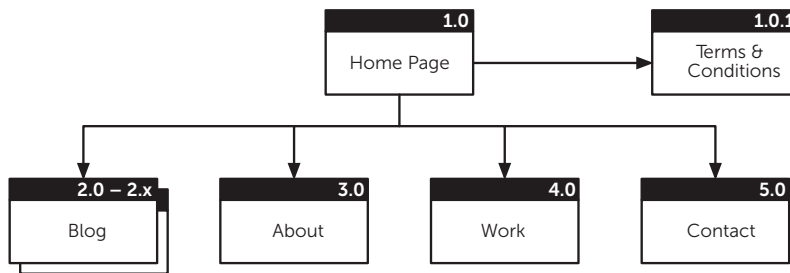 1.0
Home Page
1.0.1
Terms &
Conditions
2.0 – 2.x
Blog
3.0
About
4.0
Work
5.0
Contact